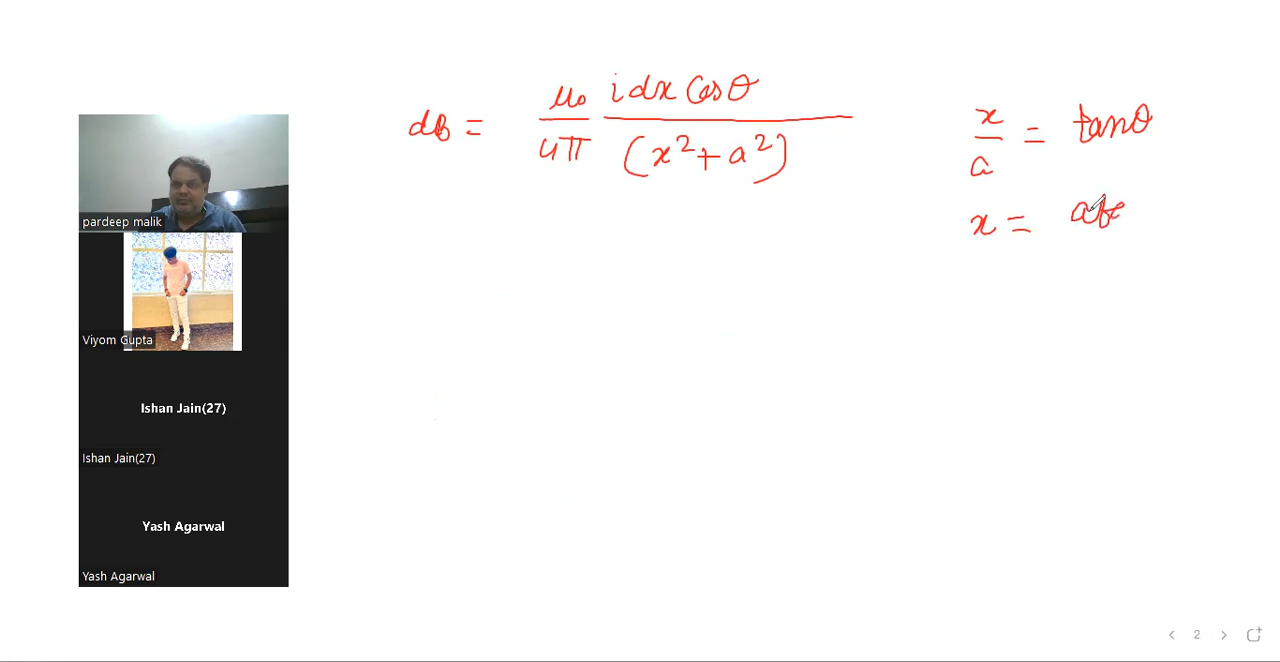 dB = μ₀/4π i dx Cosθ/(x² + a²)
x/a = tanθ
x = a
pardeep malik
Viyom Gupta
Ishan Jain(27)
Ishan Jain(27)
Yash Agarwal
Yash Agarwal
2